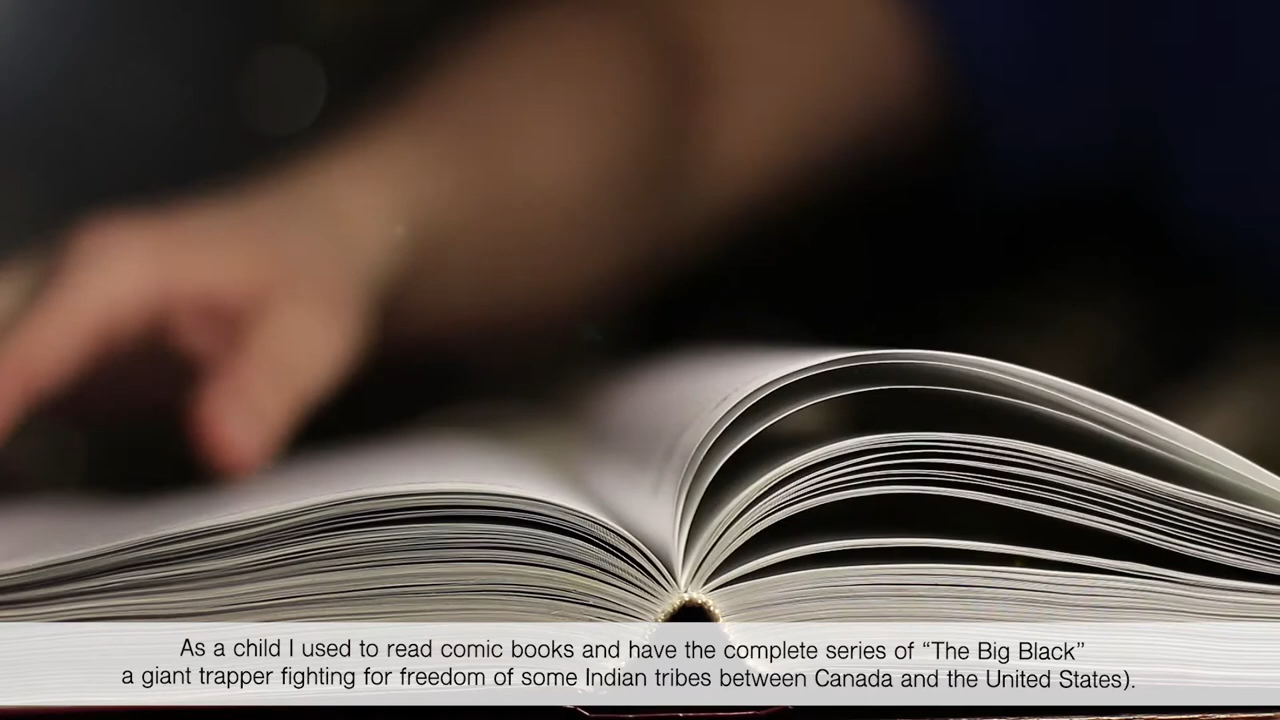 As a child I used to read comic books and have the complete series of “The Big Black”
a giant trapper fighting for freedom of some Indian tribes between Canada and the United States).